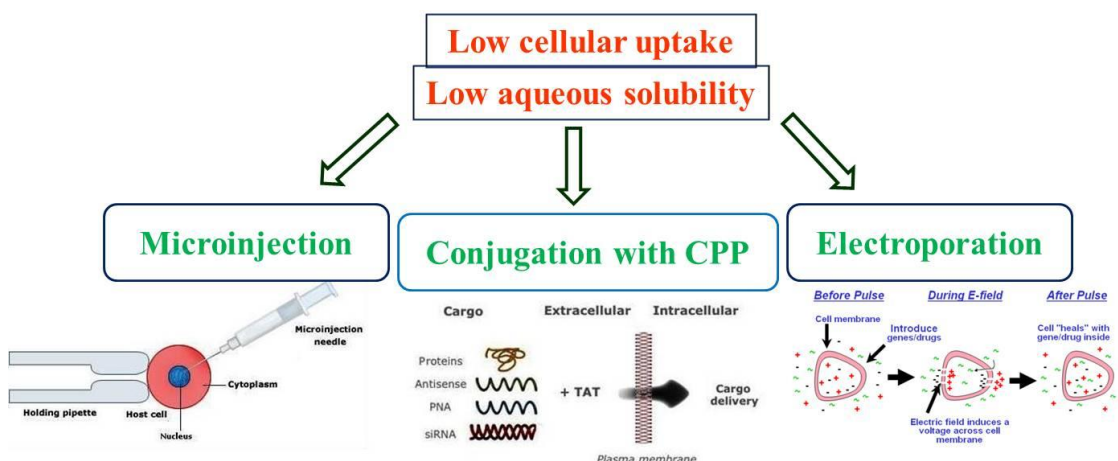 Low cellular uptake
Low aqueous solubility
Microinjection
Conjugation with CPP
Electroporation
Microinjection
needle
Cytoplasm
Holding pipette
Host cell
Nucleus
Cargo
Extracellular
Intracellular
Proteins
Antisense
PNA
siRNA
+ TAT
Cargo
delivery
Plasma membrane
Before Pulse
During E-field
After Pulse
Cell membrane
Introduce
genes/drugs
Cell "heals" with
gene/drug inside
Electric field induces a
voltage across cell
membrane